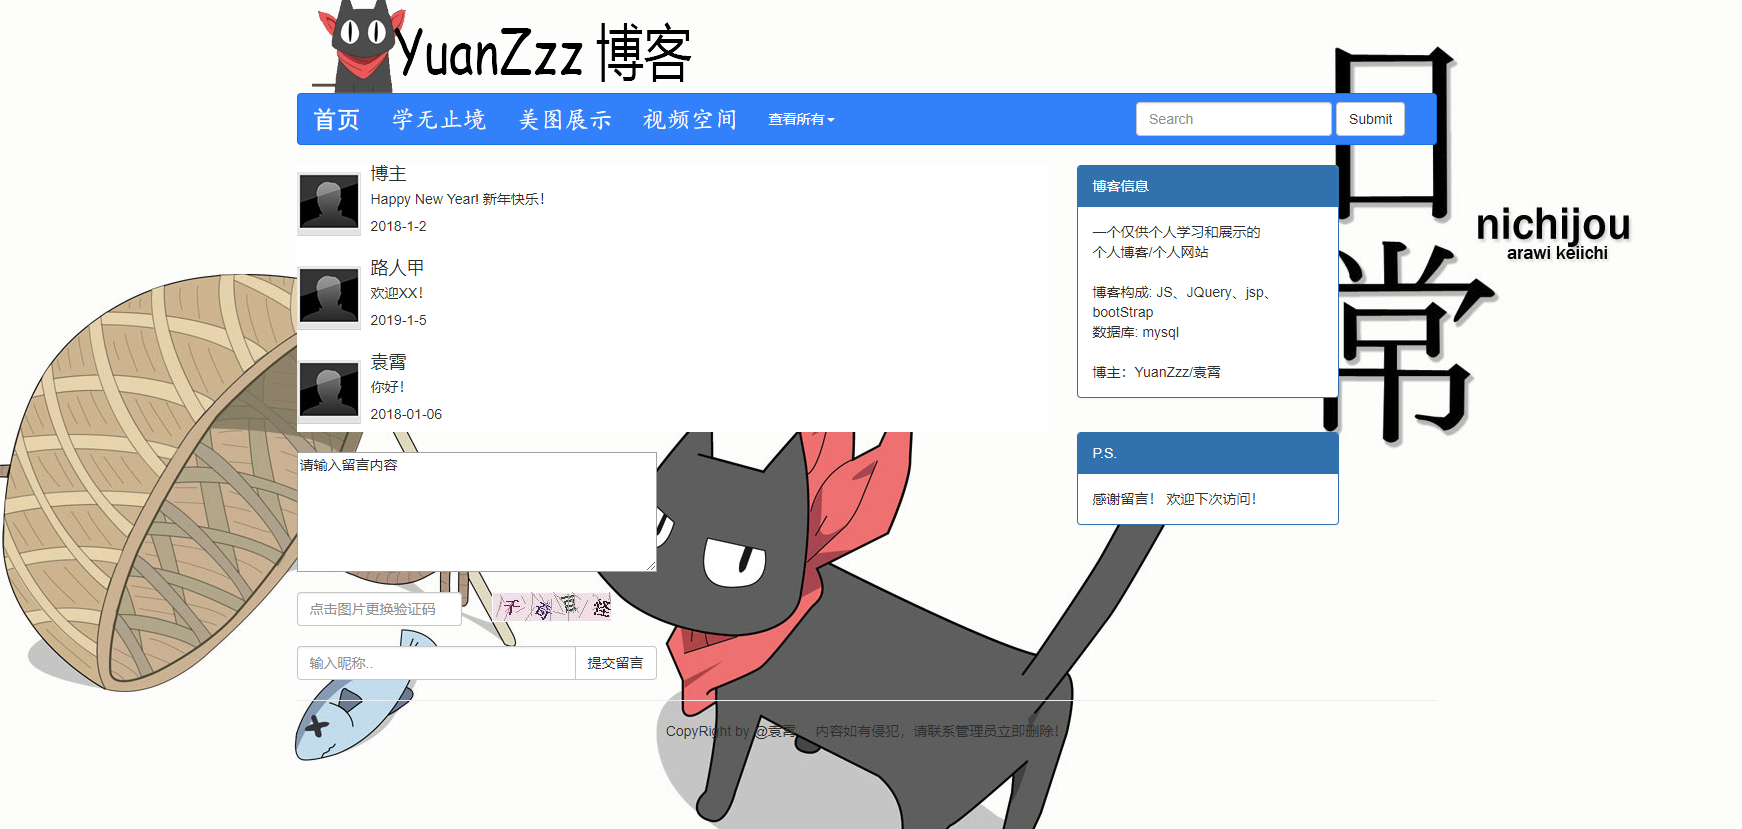 YuanZzz 博客
首页 学无止境 美图展示 视频空间 查看所有 Search Submit
博主
Happy New Year! 新年快乐！
2018-1-2
路人甲
欢迎XX！
2019-1-5
袁霄
你好！
2018-01-06
请输入留言内容
点击图片更换验证码
输入昵称.. 提交留言
博客信息
一个仅供个人学习和展示的
个人博客/个人网站
博客构成: JS、JQuery、jsp、
bootStrap
数据库: mysql
博主：YuanZzz/袁霄
P.S.
感谢留言！ 欢迎下次访问！
日常
nichijou
arawi keiichi
CopyRight by @袁霄 内容如有侵犯，请联系管理员立即删除！